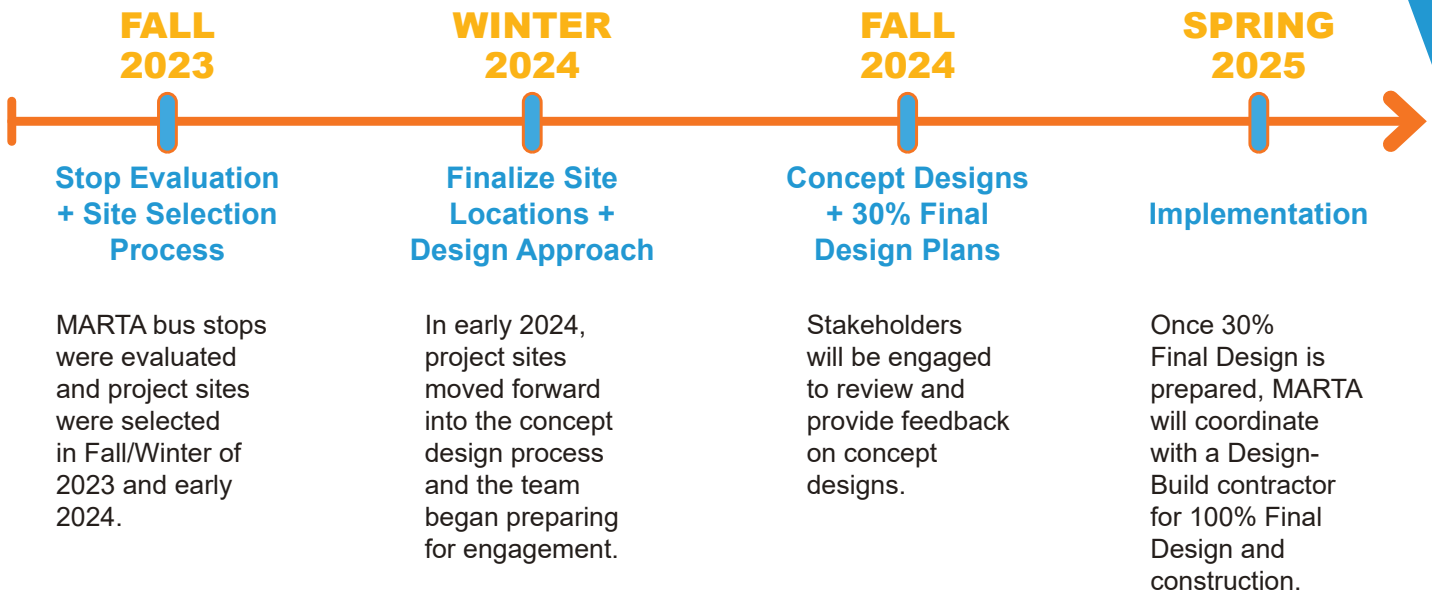 FALL
2023
WINTER
2024
FALL
2024
SPRING
2025
Stop Evaluation
+ Site Selection
Process
Finalize Site
Locations +
Design Approach
Concept Designs
+ 30% Final
Design Plans
Implementation
MARTA bus stops
were evaluated
and project sites
were selected
in Fall/Winter of
2023 and early
2024.
In early 2024,
project sites
moved forward
into the concept
design process
and the team
began preparing
for engagement.
Stakeholders
will be engaged
to review and
provide feedback
on concept
designs.
Once 30%
Final Design is
prepared, MARTA
will coordinate
with a Design-
Build contractor
for 100% Final
Design and
construction.